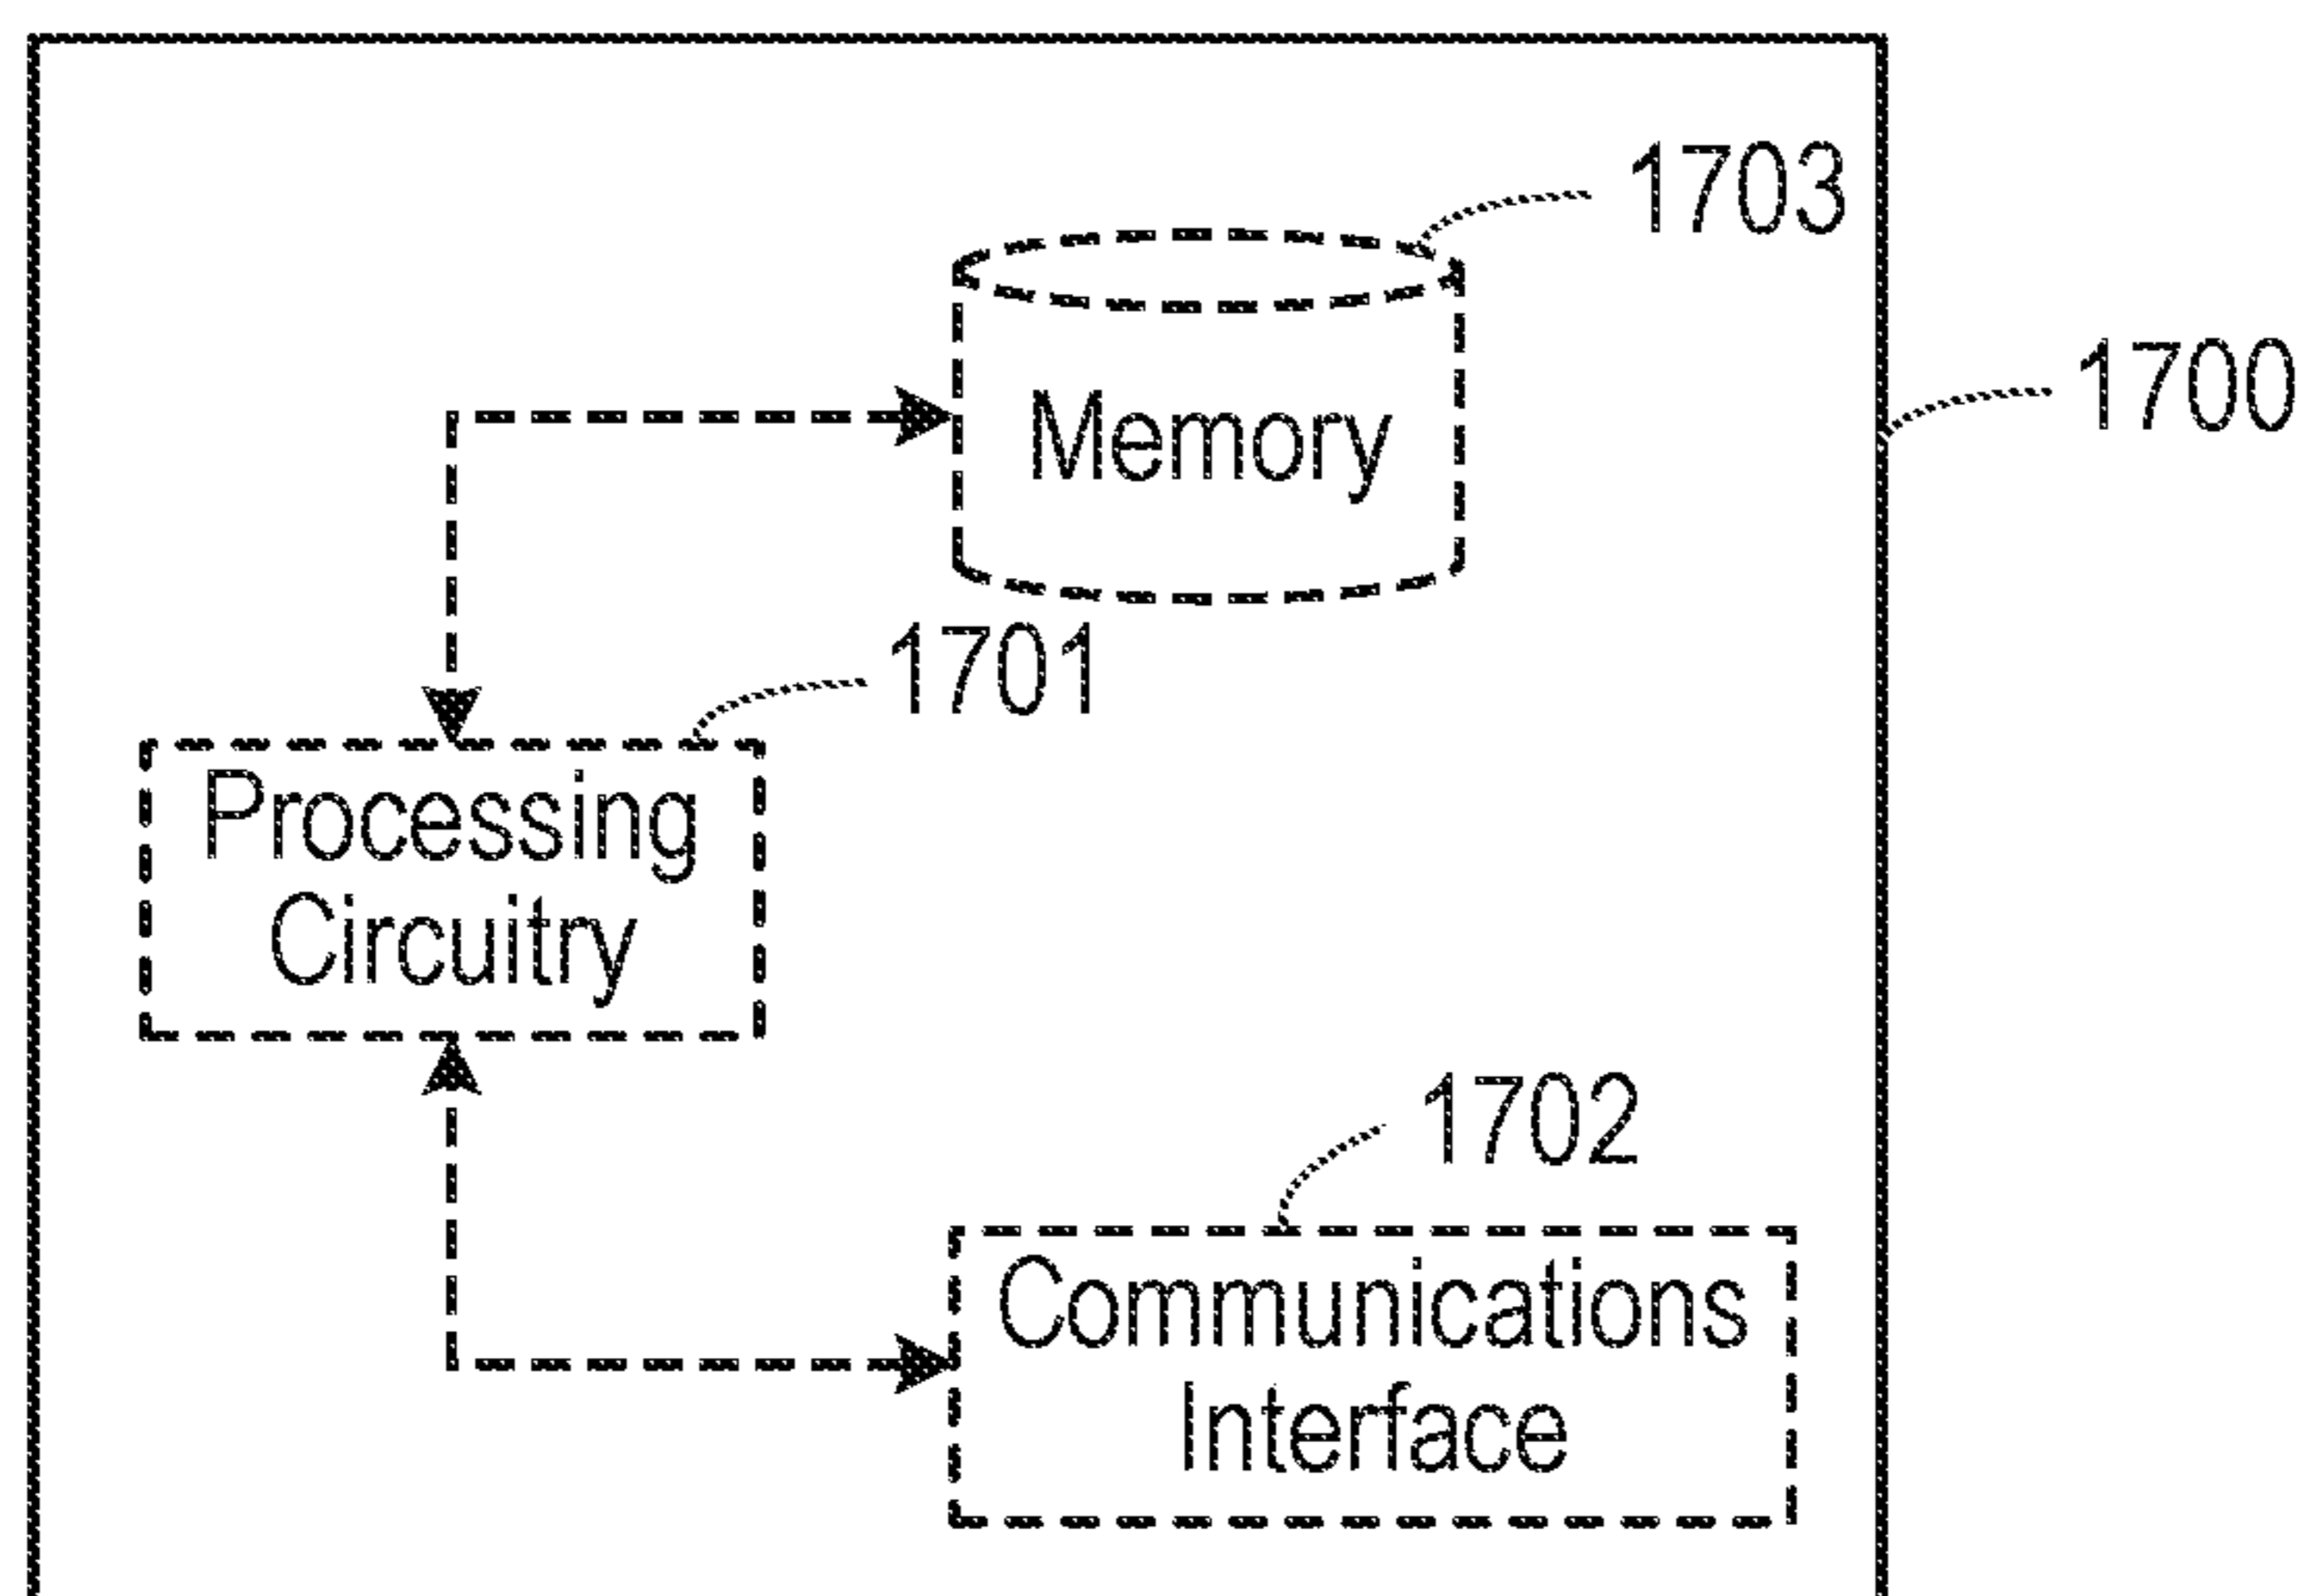 1703
1700
Memory
1701
Processing
Circuitry
1702
Communications
Interface